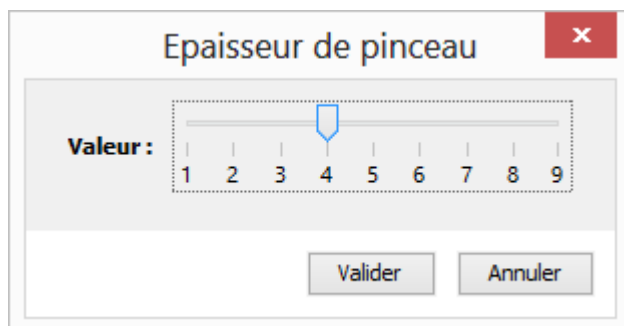 Epaisseur de pinceau
Valeur :
1 2 3 4 5 6 7 8 9
Valider Annuler